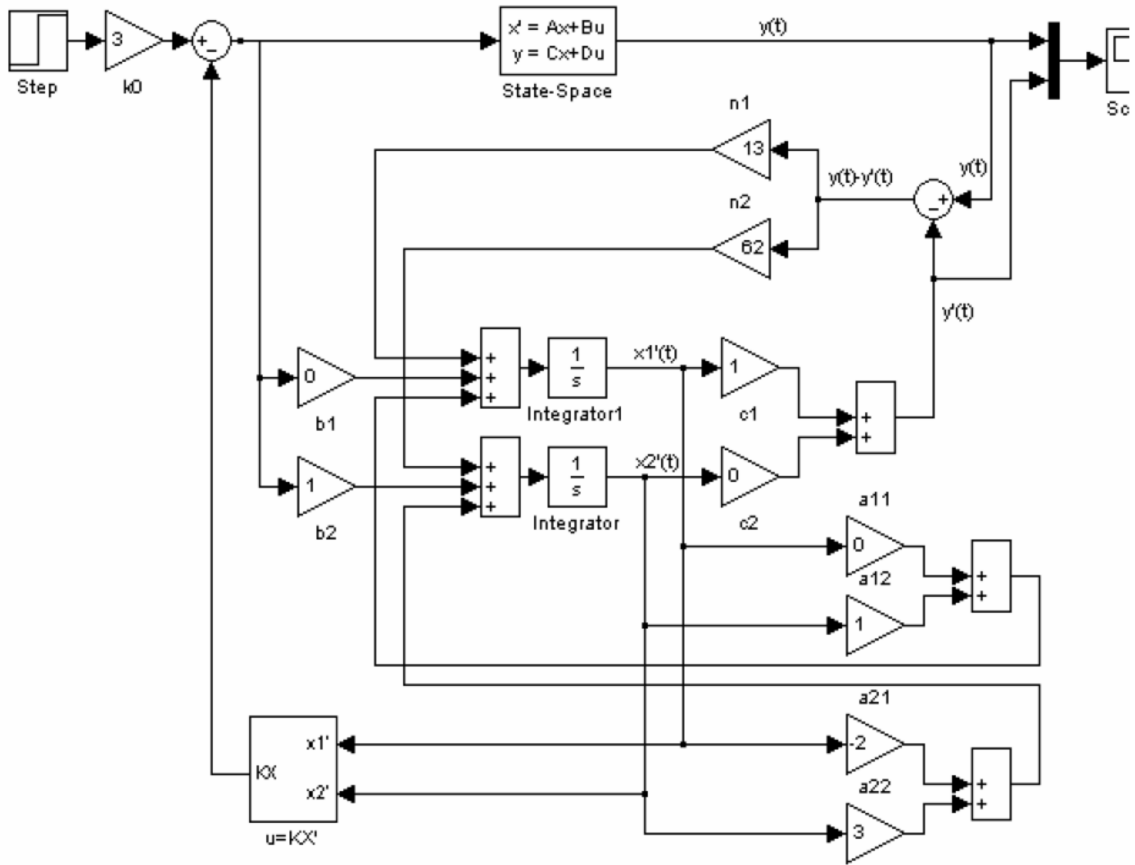 Step
3
k0
+
-
x' = Ax+Bu
y = Cx+Du
State-Space
y(t)
Sc
n1
13
y(t)-y'(t)
n2
62
-
+
y(t)
y'(t)
0
b1
+
+
+
1
s
Integrator1
x1'(t)
1
c1
+
+
1
b2
+
+
+
1
s
Integrator
x2'(t)
0
c2
a11
0
a12
1
+
+
a21
-2
a22
3
+
+
KX
x1'
x2'
u=KX'